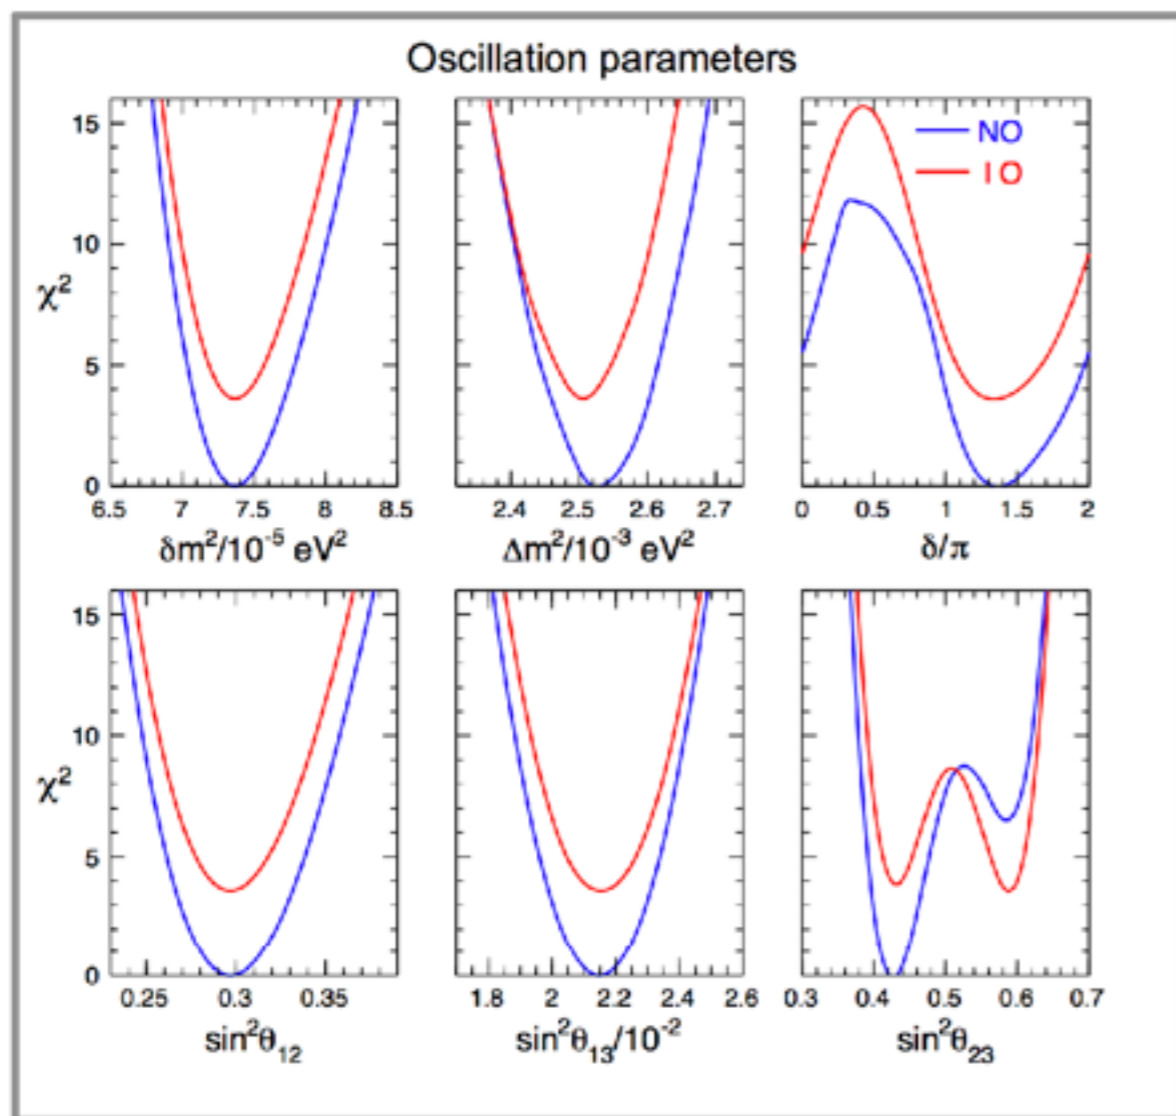 Oscillation parameters
15
10
χ²
5
0
NO
IO
6.5 7 7.5 8 8.5
2.4 2.5 2.6 2.7
0 0.5 1 1.5 2
δm²/10⁻⁵ eV²
Δm²/10⁻³ eV²
δ/π
15
10
χ²
5
0
0.25 0.3 0.35
1.8 2 2.2 2.4 2.6
0.3 0.4 0.5 0.6 0.7
sin²θ₁₂
sin²θ₁₃/10⁻²
sin²θ₂₃